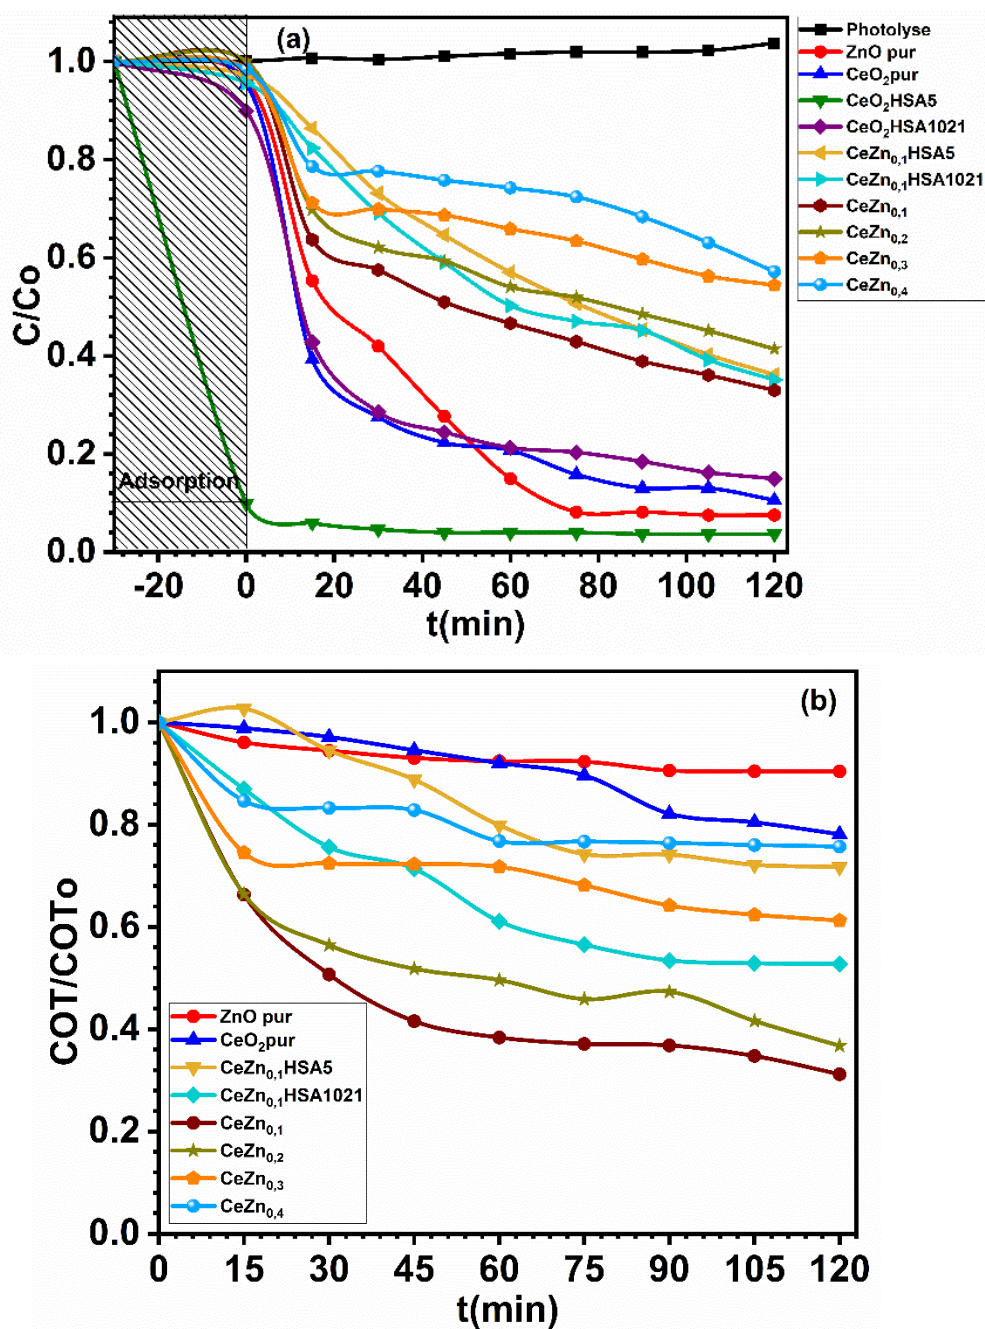 (a)
Photolyse
ZnO pur
CeO₂pur
CeO₂HSA5
CeO₂HSA1021
CeZn₀,₁HSA5
CeZn₀,₁HSA1021
CeZn₀,₁
CeZn₀,₂
CeZn₀,₃
CeZn₀,₄
C/Co
1.0
0.8
0.6
0.4
0.2
0.0
Adsorption
-20 0 20 40 60 80 100 120
t(min)
(b)
COT/COTo
1.0
0.8
0.6
0.4
0.2
0.0
ZnO pur
CeO₂pur
CeZn₀,₁HSA5
CeZn₀,₁HSA1021
CeZn₀,₁
CeZn₀,₂
CeZn₀,₃
CeZn₀,₄
0 15 30 45 60 75 90 105 120
t(min)